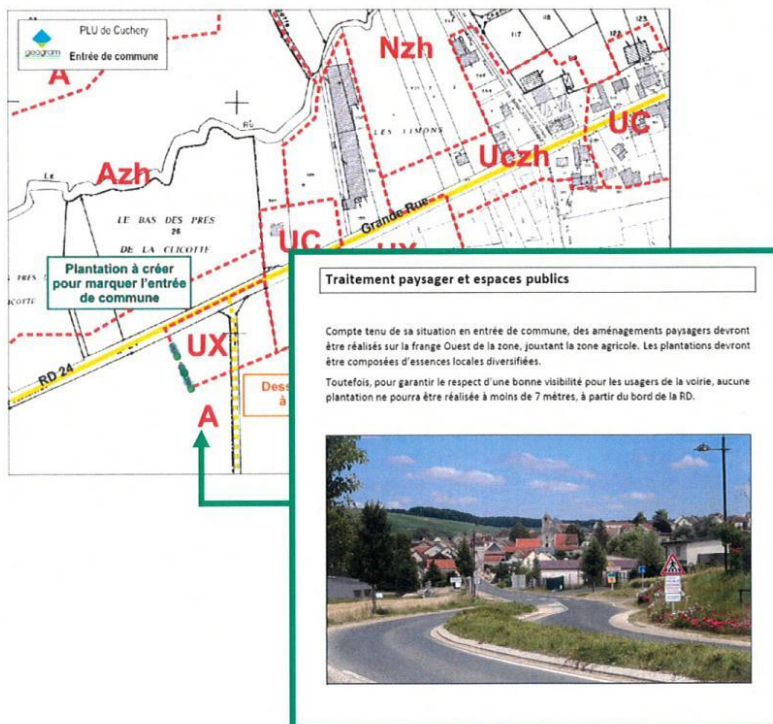 PLU de Cuchery
geogram
Entrée de commune
A
Nzh
117
118
122
123
LES LIMONS
UC
Uczh
Azh
Rû
Le
LE BAS DES PRES
26
DE LA CLICOTTE
Grande Rue
UC
Plantation à créer
pour marquer l'entrée
de commune
UX
RD 24
A
Traitement paysager et espaces publics
Compte tenu de sa situation en entrée de commune, des aménagements paysagers devront
être réalisés sur la frange Ouest de la zone, jouxtant la zone agricole. Les plantations devront
être composées d'essences locales diversifiées.
Toutefois, pour garantir le respect d'une bonne visibilité pour les usagers de la voirie, aucune
plantation ne pourra être réalisée à moins de 7 mètres, à partir du bord de la RD.